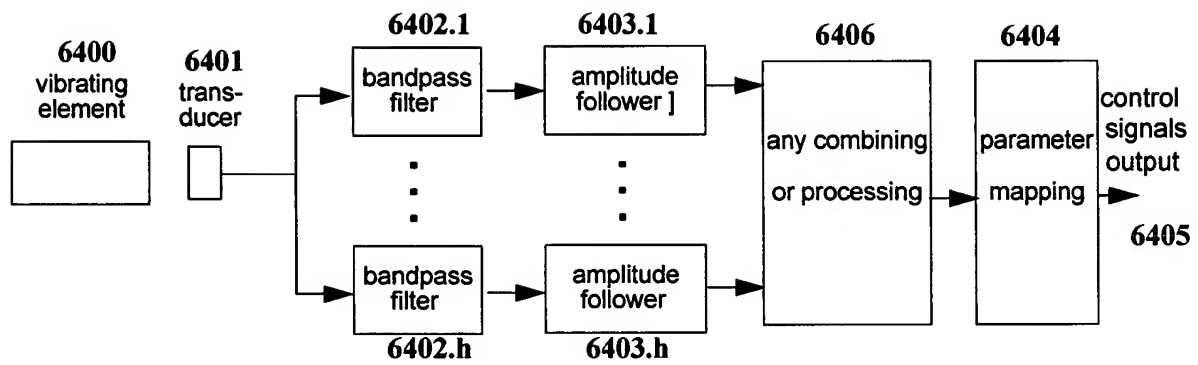 6400
vibrating
element
6401
trans-
ducer
6402.1
bandpass
filter
6403.1
amplitude
follower ]
6406
any combining
or processing
6404
parameter
mapping
control
signals
output
6405
bandpass
filter
6402.h
amplitude
follower
6403.h